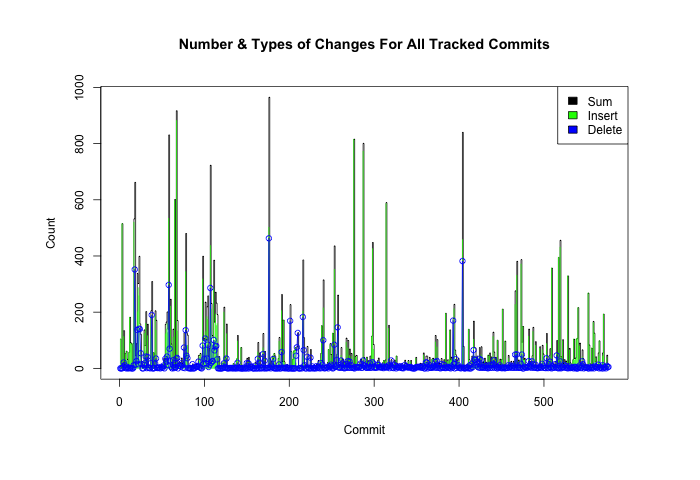 Number & Types of Changes For All Tracked Commits
Sum
Insert
Delete
Count
1000
800
600
400
200
0
0 100 200 300 400 500
Commit